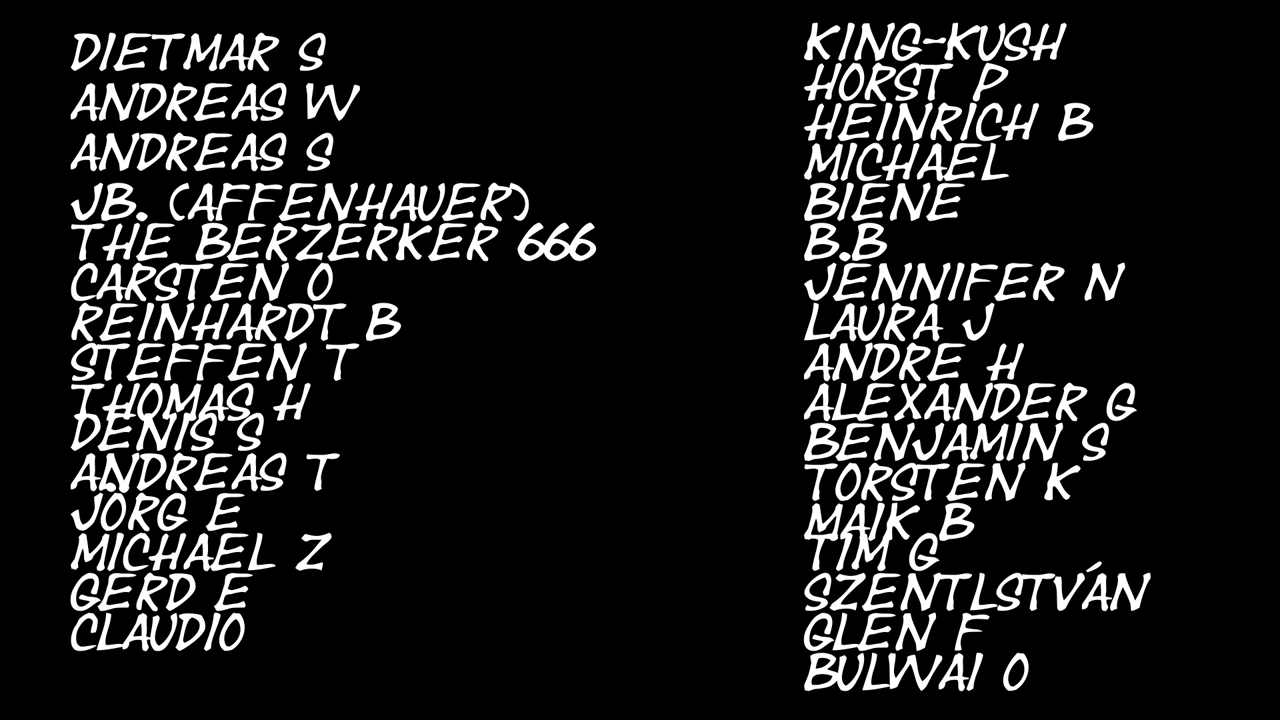 DIETMAR S
ANDREAS W
ANDREAS S
JB. (AFFENHAUER)
THE BERZERKER 666
CARSTEN O
REINHARDT B
STEFFEN T
THOMAS H
DENIS S
ANDREAS T
JÖRG E
MICHAEL Z
GERD E
CLAUDIO
KING-KUSH
HORST P
HEINRICH B
MICHAEL
BIENE
B.B
JENNIFER N
LAURA J
ANDRE H
ALEXANDER G
BENJAMIN S
TORSTEN K
MAIK B
TIM G
SZENTLSTVÁN
GLEN F
BULWAI O